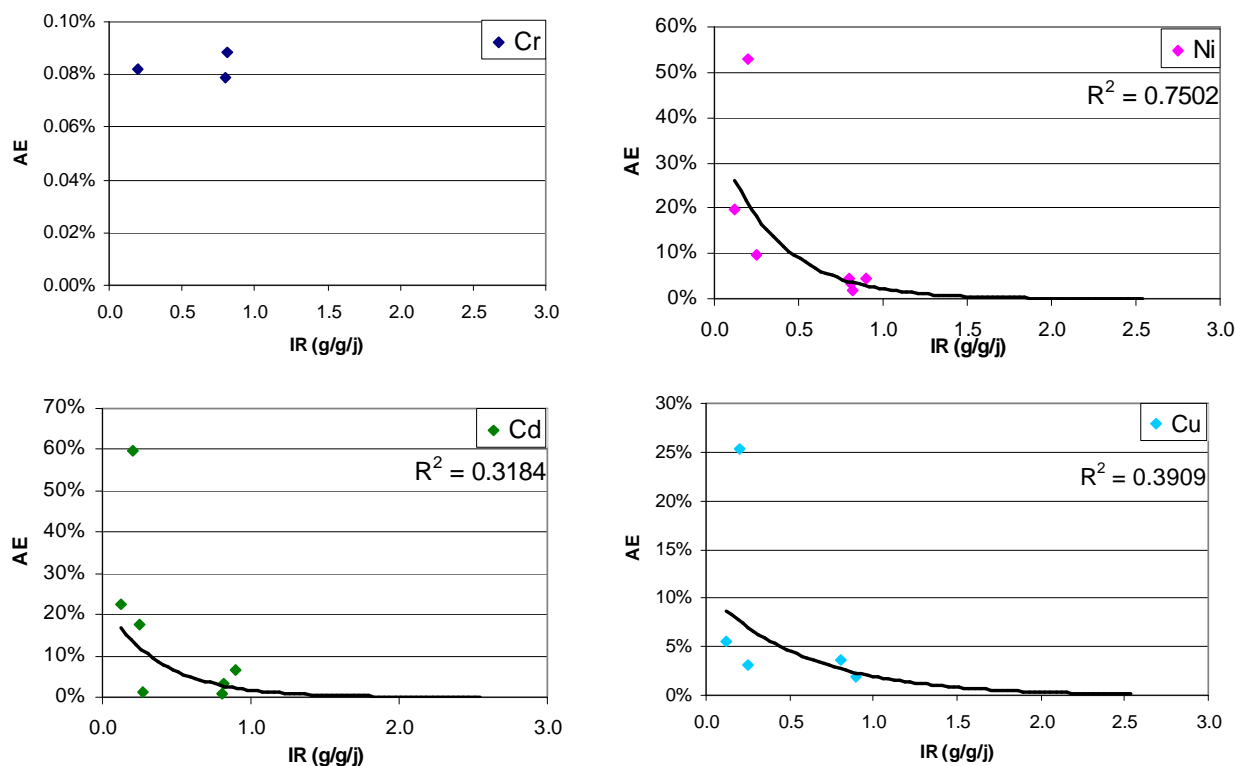 Cr
0.10%
0.08%
0.06%
0.04%
0.02%
0.00%
AE
0.0 0.5 1.0 1.5 2.0 2.5 3.0
IR (g/g/j)
Ni
R² = 0.7502
60%
50%
40%
30%
20%
10%
0%
AE
0.0 0.5 1.0 1.5 2.0 2.5 3.0
IR (g/g/j)
Cd
R² = 0.3184
70%
60%
50%
40%
30%
20%
10%
0%
AE
0.0 1.0 2.0 3.0
IR (g/g/j)
Cu
R² = 0.3909
30%
25%
20%
15%
10%
5%
0%
AE
0.0 0.5 1.0 1.5 2.0 2.5 3.0
IR (g/g/j)